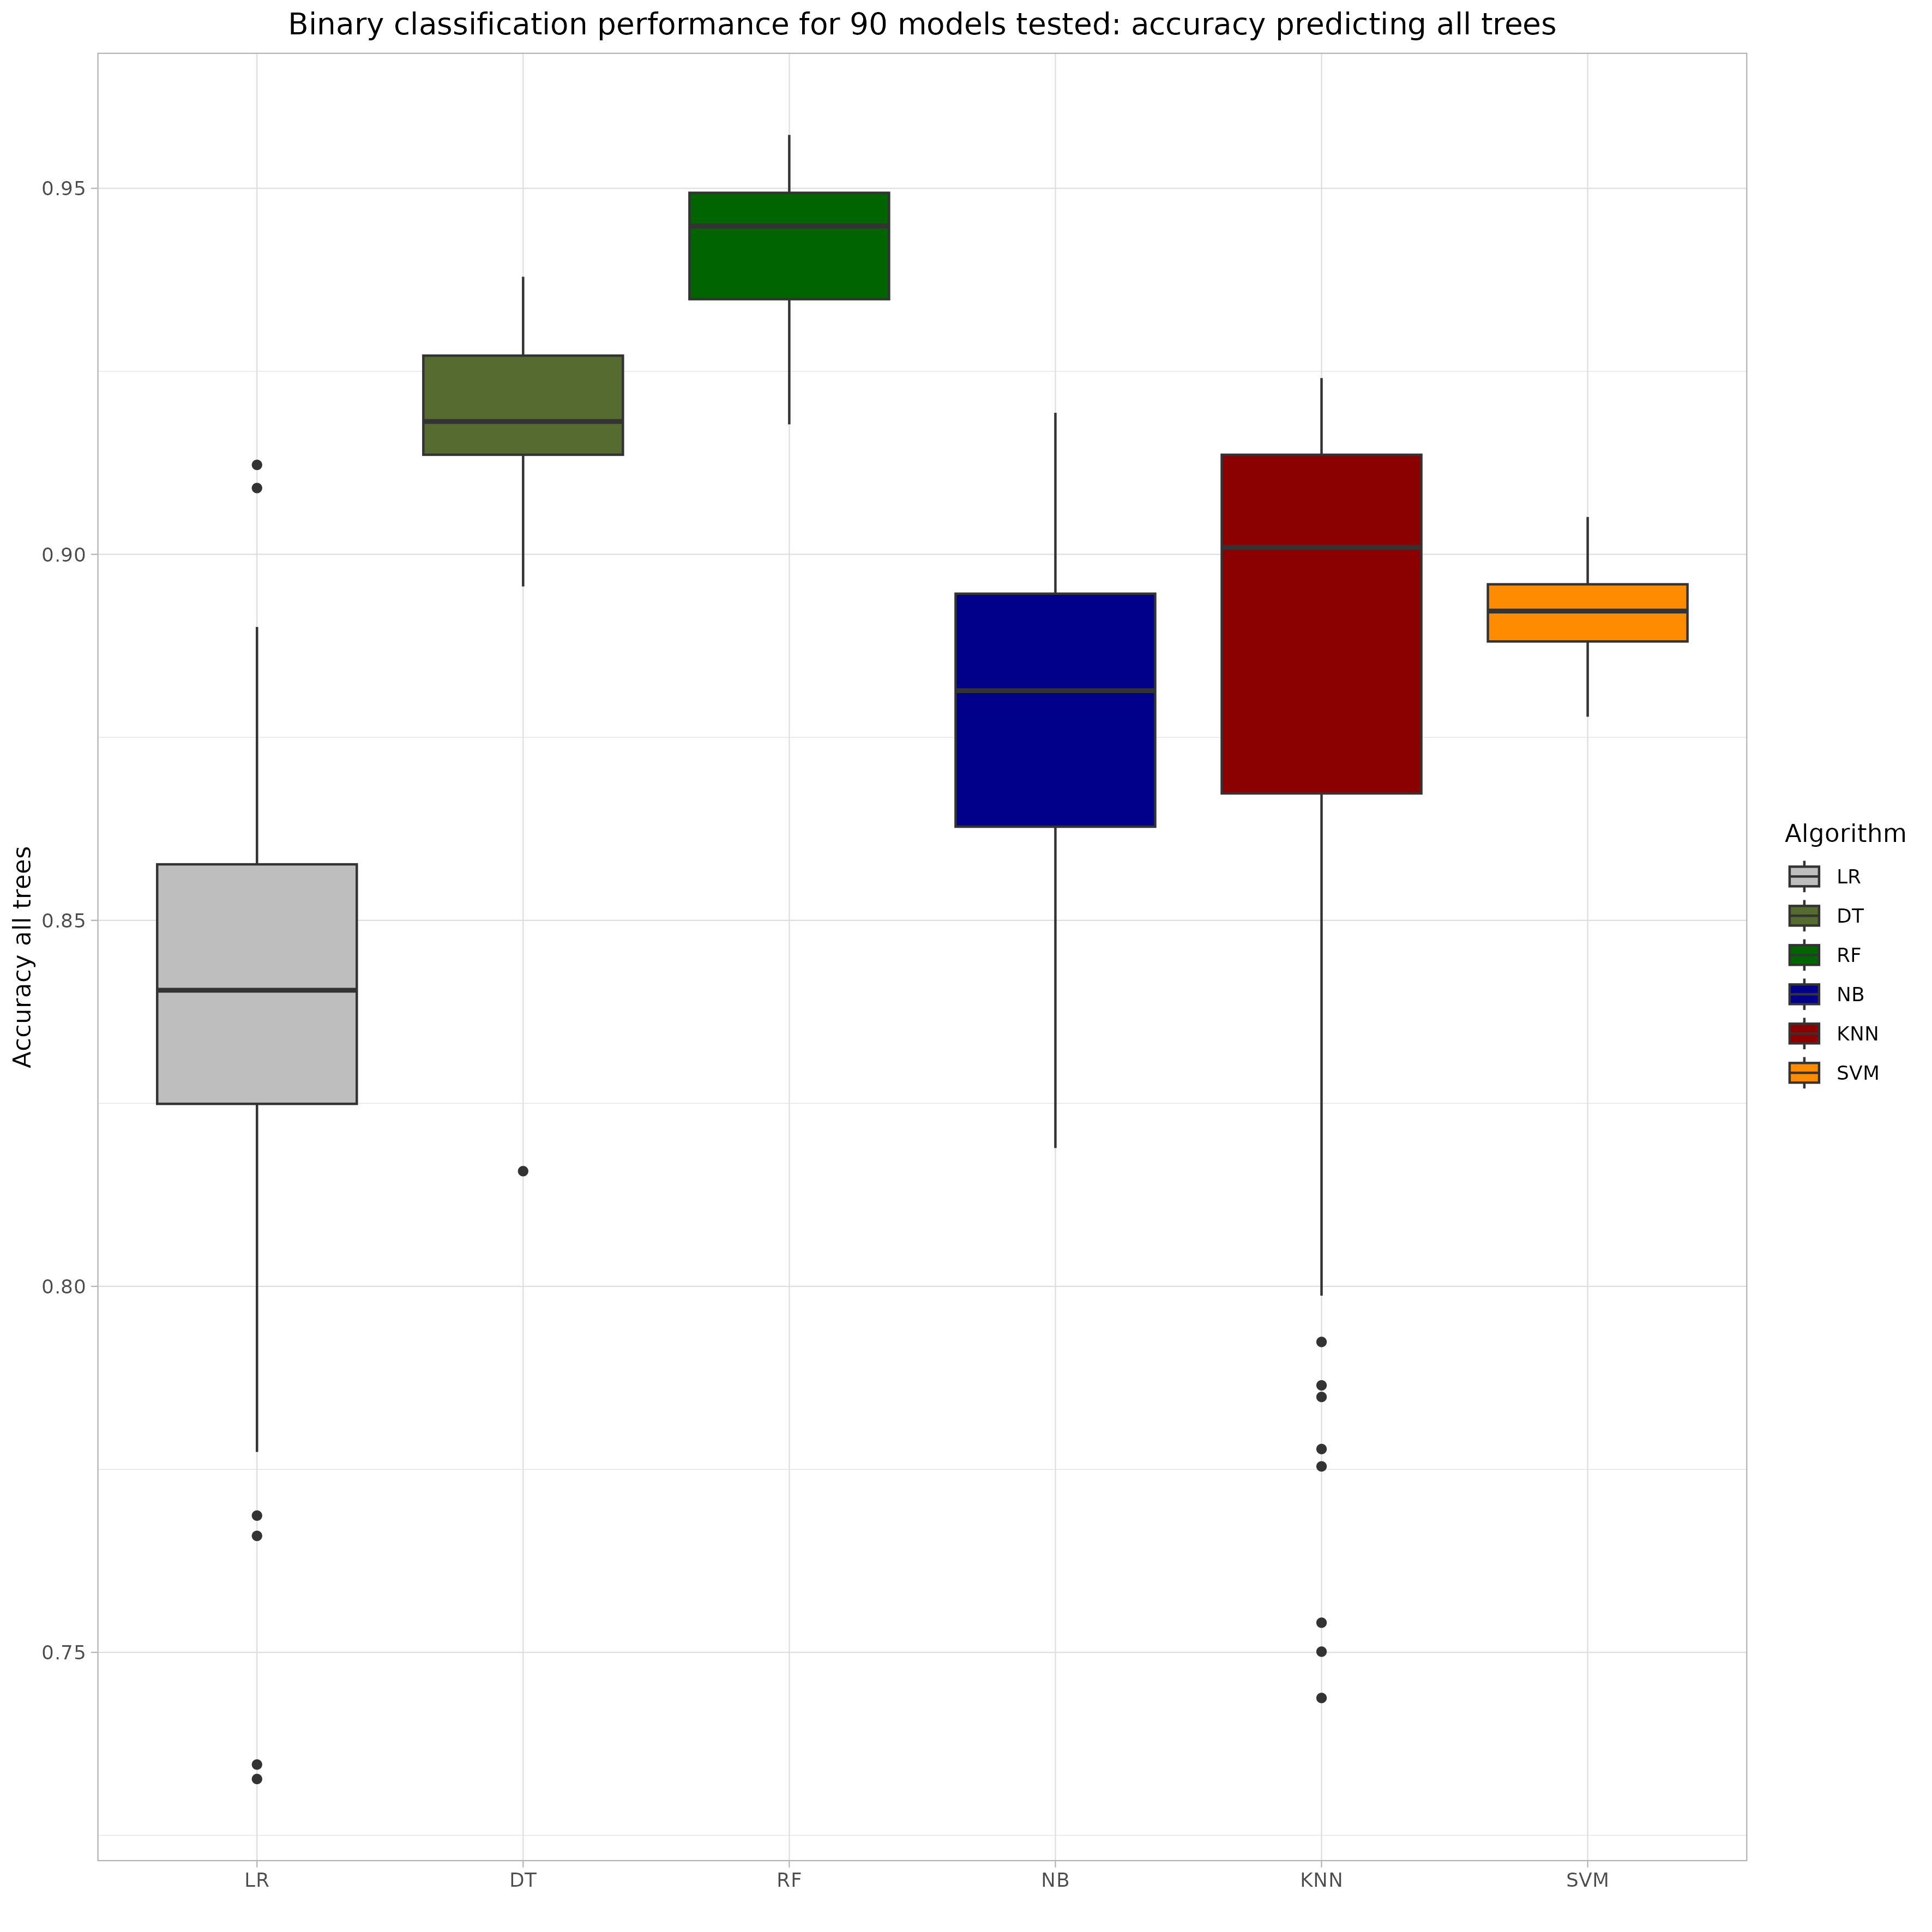 Binary classification performance for 90 models tested: accuracy predicting all trees
Accuracy all trees
0.95
0.90
0.85
0.80
0.75
LR
DT
RF
NB
KNN
SVM
Algorithm
LR
DT
RF
NB
KNN
SVM